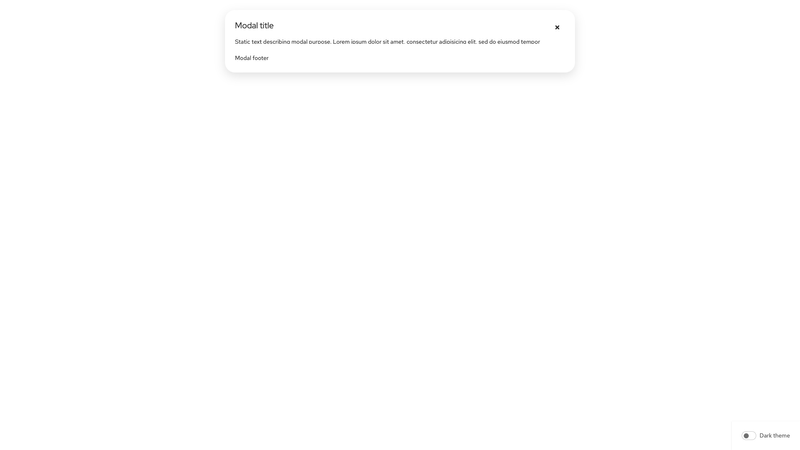 Modal title
Static text describing modal purpose. Lorem ipsum dolor sit amet, consectetur adipisicing elit, sed do eiusmod tempor
Modal footer
Dark theme